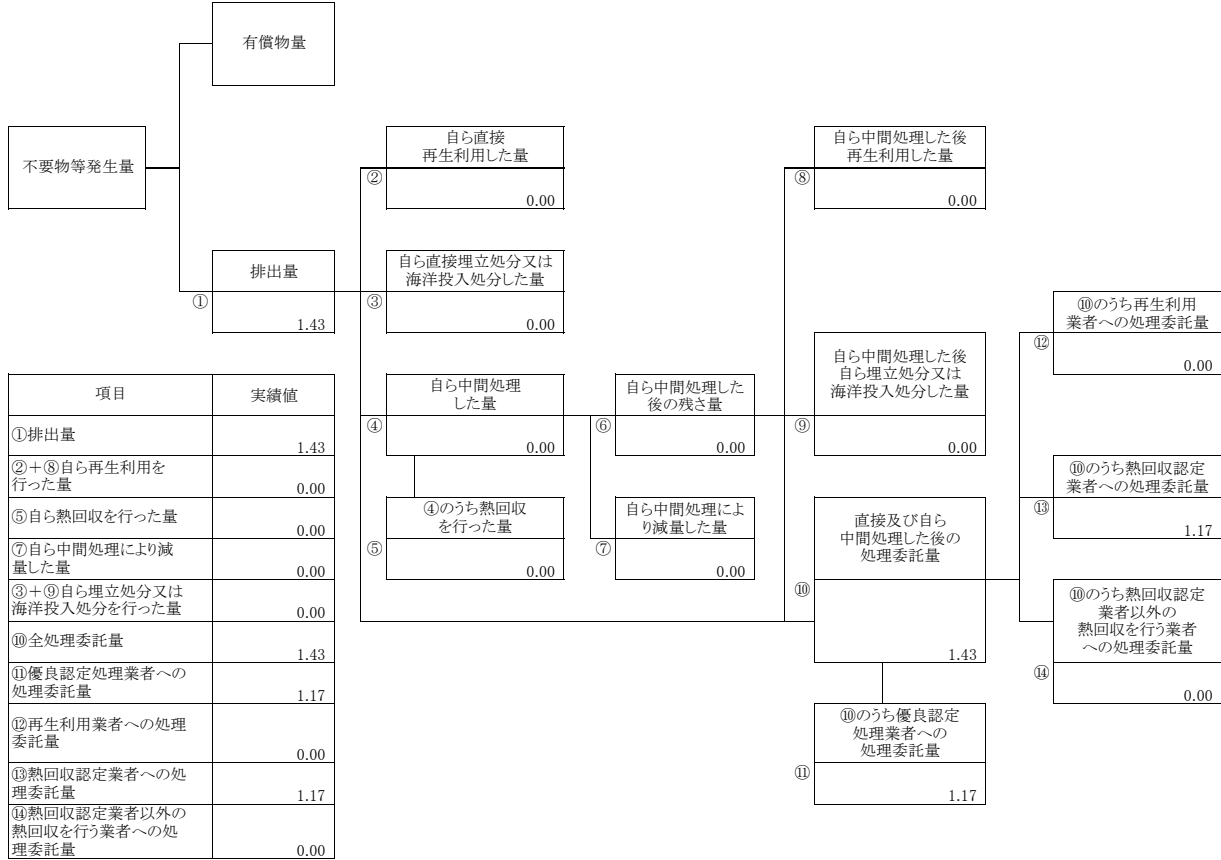 有償物量
不要物等発生量
自ら直接
再生利用した量
②
0.00
自ら中間処理した後
再生利用した量
⑧
0.00
排出量
①
1.43
自ら直接埋立処分又は
海洋投入処分した量
③
0.00
⑩のうち再生利用
業者への処理委託量
⑫
0.00
自ら中間処理
した量
④
0.00
自ら中間処理した
後の残さ量
⑥
0.00
自ら中間処理した後
自ら埋立処分又は
海洋投入処分した量
⑨
0.00
⑩のうち熱回収認定
業者への処理委託量
⑬
1.17
④のうち熱回収
を行った量
⑤
0.00
自ら中間処理によ
り減量した量
⑦
0.00
直接及び自ら
中間処理した後の
処理委託量
⑩
1.43
⑩のうち熱回収認定
業者以外の
熱回収を行う業者
への処理委託量
⑭
0.00
⑩のうち優良認定
処理業者への
処理委託量
⑪
1.17
項目 実績値
①排出量 1.43
②+⑧自ら再生利用を
行った量 0.00
⑤自ら熱回収を行った量 0.00
⑦自ら中間処理により減
量した量 0.00
③+⑨自ら埋立処分又は
海洋投入処分を行った量 0.00
⑩全処理委託量 1.43
⑪優良認定処理業者への
処理委託量 1.17
⑫再生利用業者への処理
委託量 0.00
⑬熱回収認定業者への処
理委託量 1.17
⑭熱回収認定業者以外の
熱回収を行う業者への処
理委託量 0.00